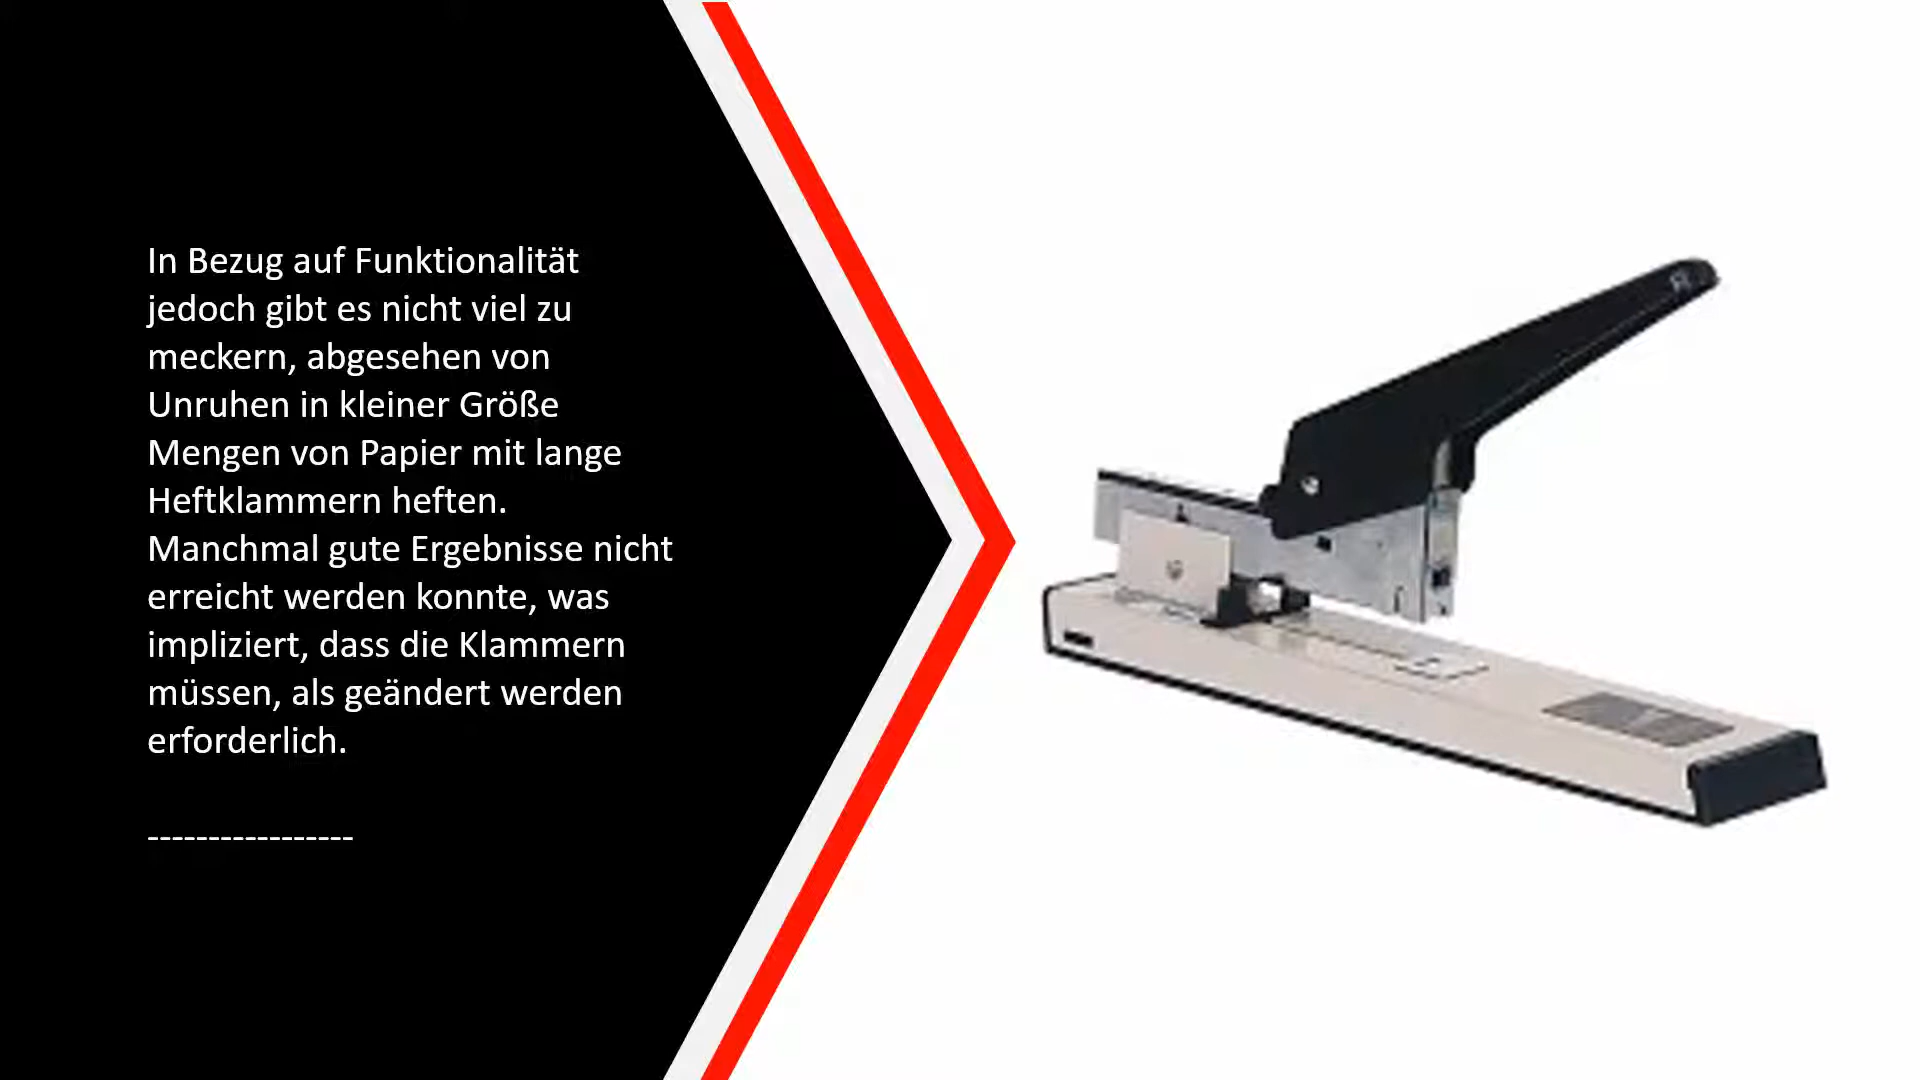 In Bezug auf Funktionalität
jedoch gibt es nicht viel zu
meckern, abgesehen von
Unruhen in kleiner Größe
Mengen von Papier mit lange
Heftklammern heften.
Manchmal gute Ergebnisse nicht
erreicht werden konnte, was
impliziert, dass die Klammern
müssen, als geändert werden
erforderlich.
-----------------